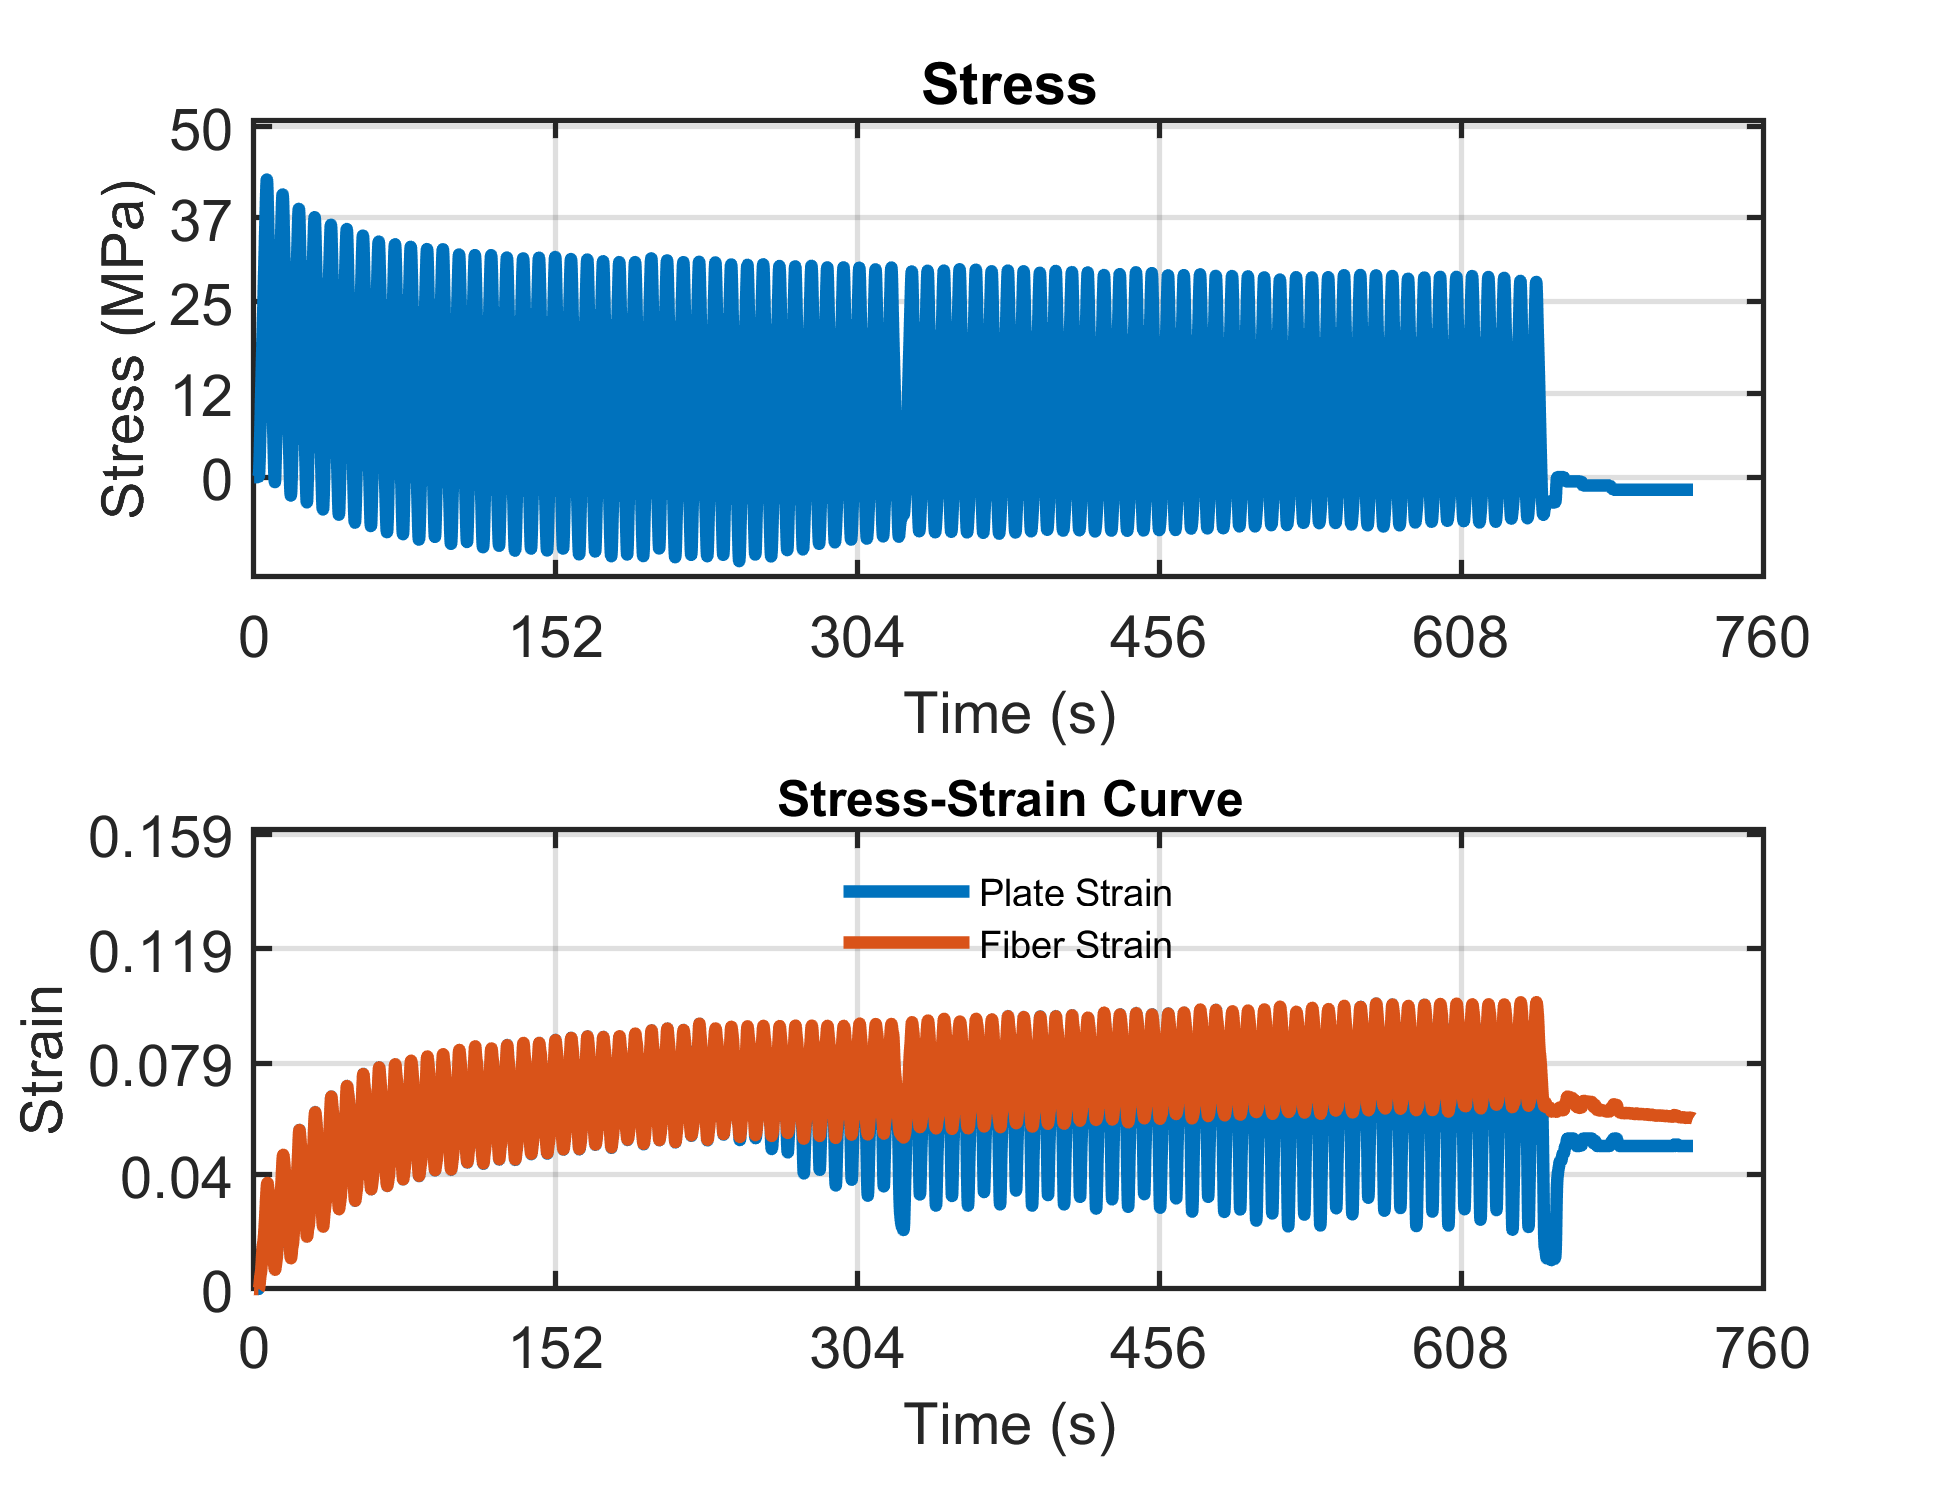 Stress
50
37
25
12
0
Stress (MPa)
0 152 304 456 608 760
Time (s)
Stress-Strain Curve
0.159
0.119
0.079
0.04
0
Strain
Plate Strain
Fiber Strain
0 152 304 456 608 760
Time (s)